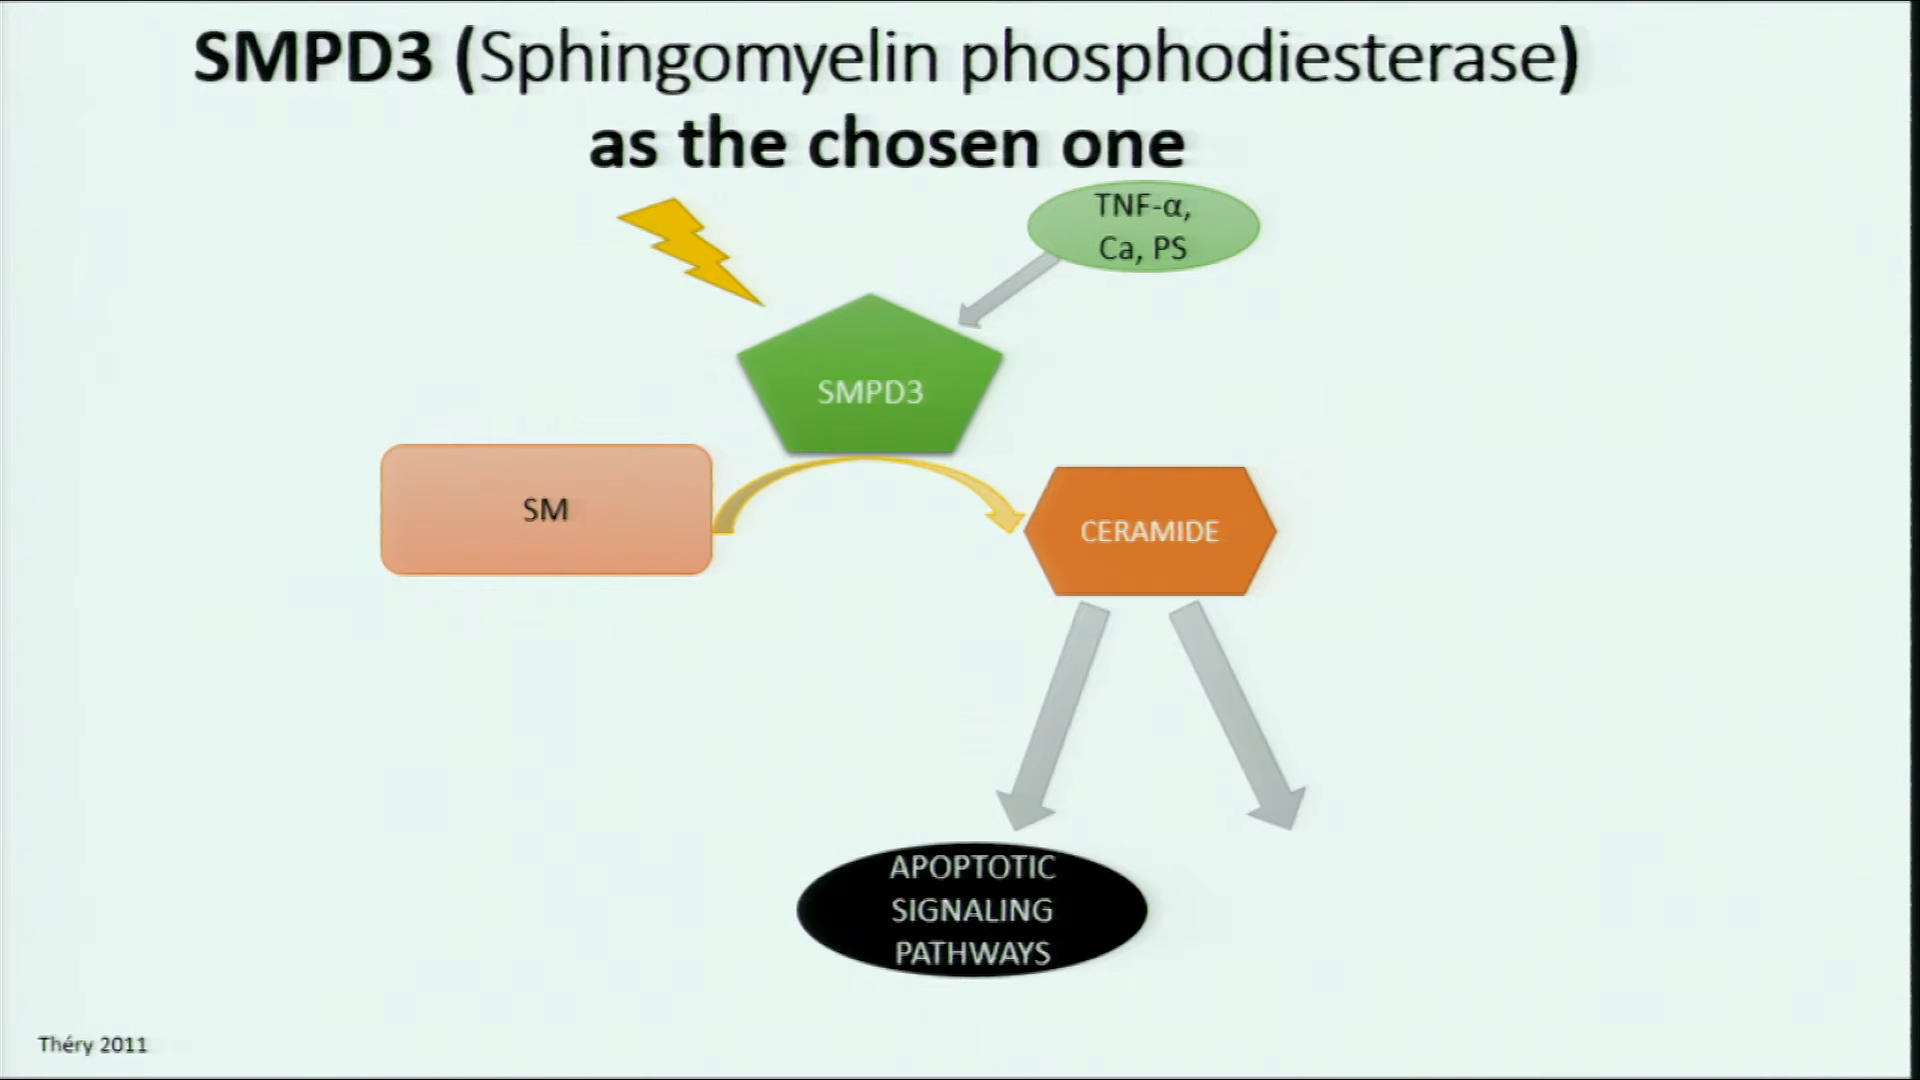 SMPD3 (Sphingomyelin phosphodiesterase)
as the chosen one
TNF-α,
Ca, PS
SMPD3
SM
CERAMIDE
APOPTOTIC
SIGNALING
PATHWAYS
Théry 2011